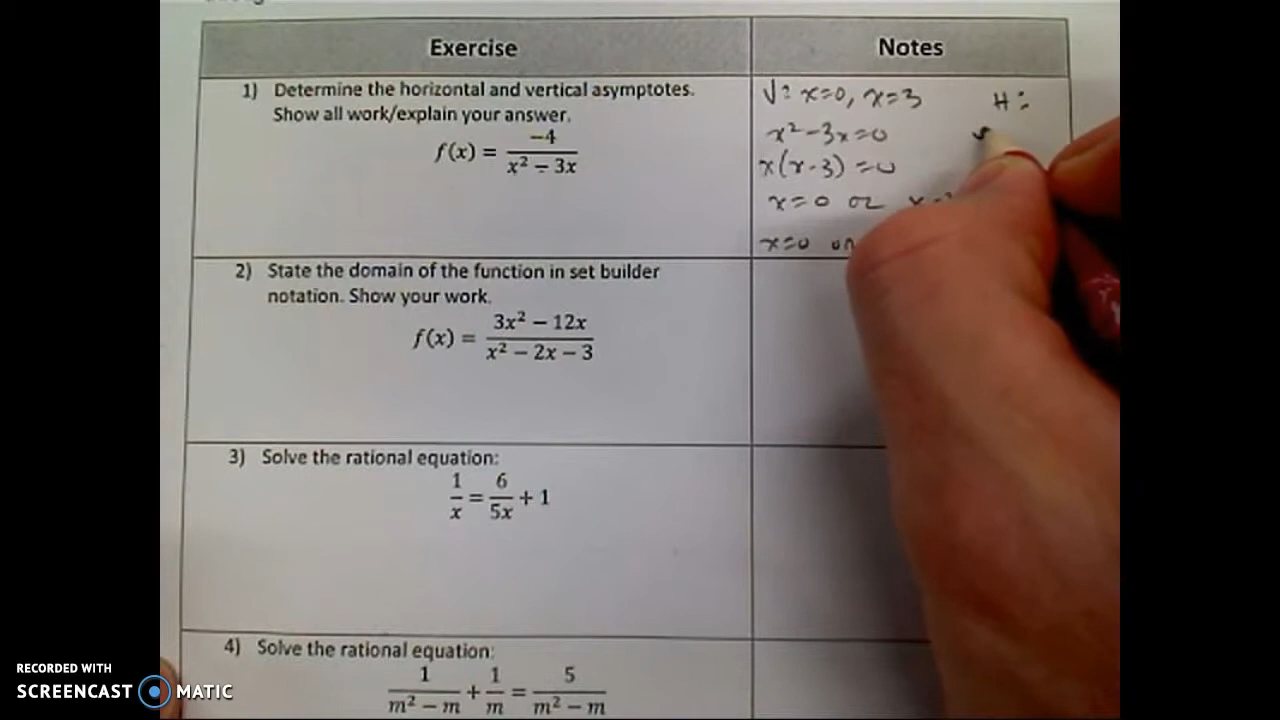 Exercise
Notes
1) Determine the horizontal and vertical asymptotes.
Show all work/explain your answer.
f(x) = −4 / x² − 3x
V: x=0, x=3
x² − 3x = 0
x(x-3) = 0
x = 0 or x -
x=0 or
H:
2) State the domain of the function in set builder
notation. Show your work.
f(x) = 3x² − 12x / x² − 2x − 3
3) Solve the rational equation:
1/x = 6/5x + 1
4) Solve the rational equation:
1/m² − m + 1/m = 5/m² − m
RECORDED WITH
SCREENCAST MATIC